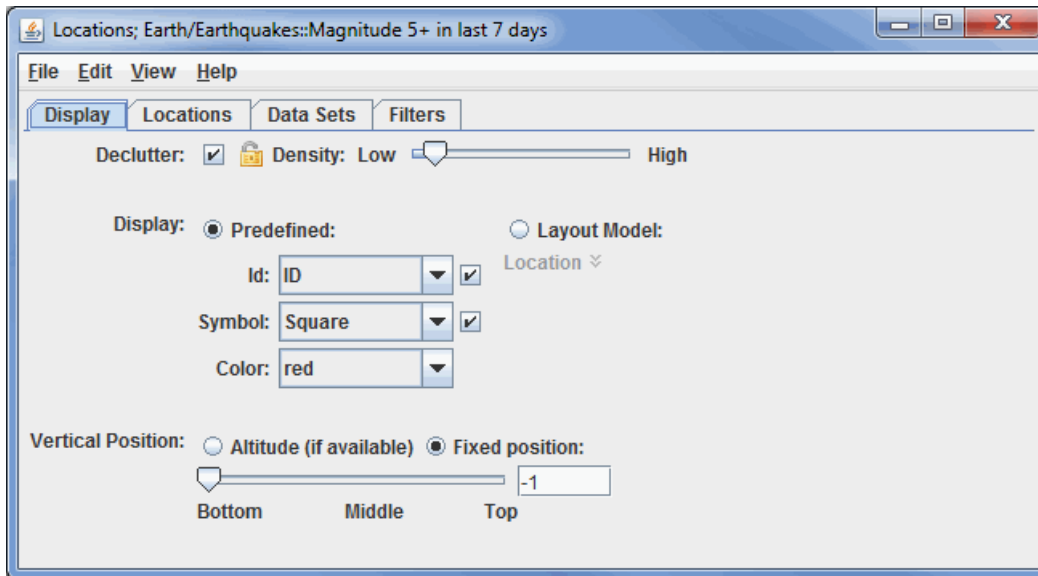 Locations; Earth/Earthquakes::Magnitude 5+ in last 7 days
File Edit View Help
Display Locations Data Sets Filters
Declutter: Density: Low High
Display: Predefined: Layout Model:
Id: ID Location
Symbol: Square
Color: red
Vertical Position: Altitude (if available) Fixed position:
-1
Bottom Middle Top